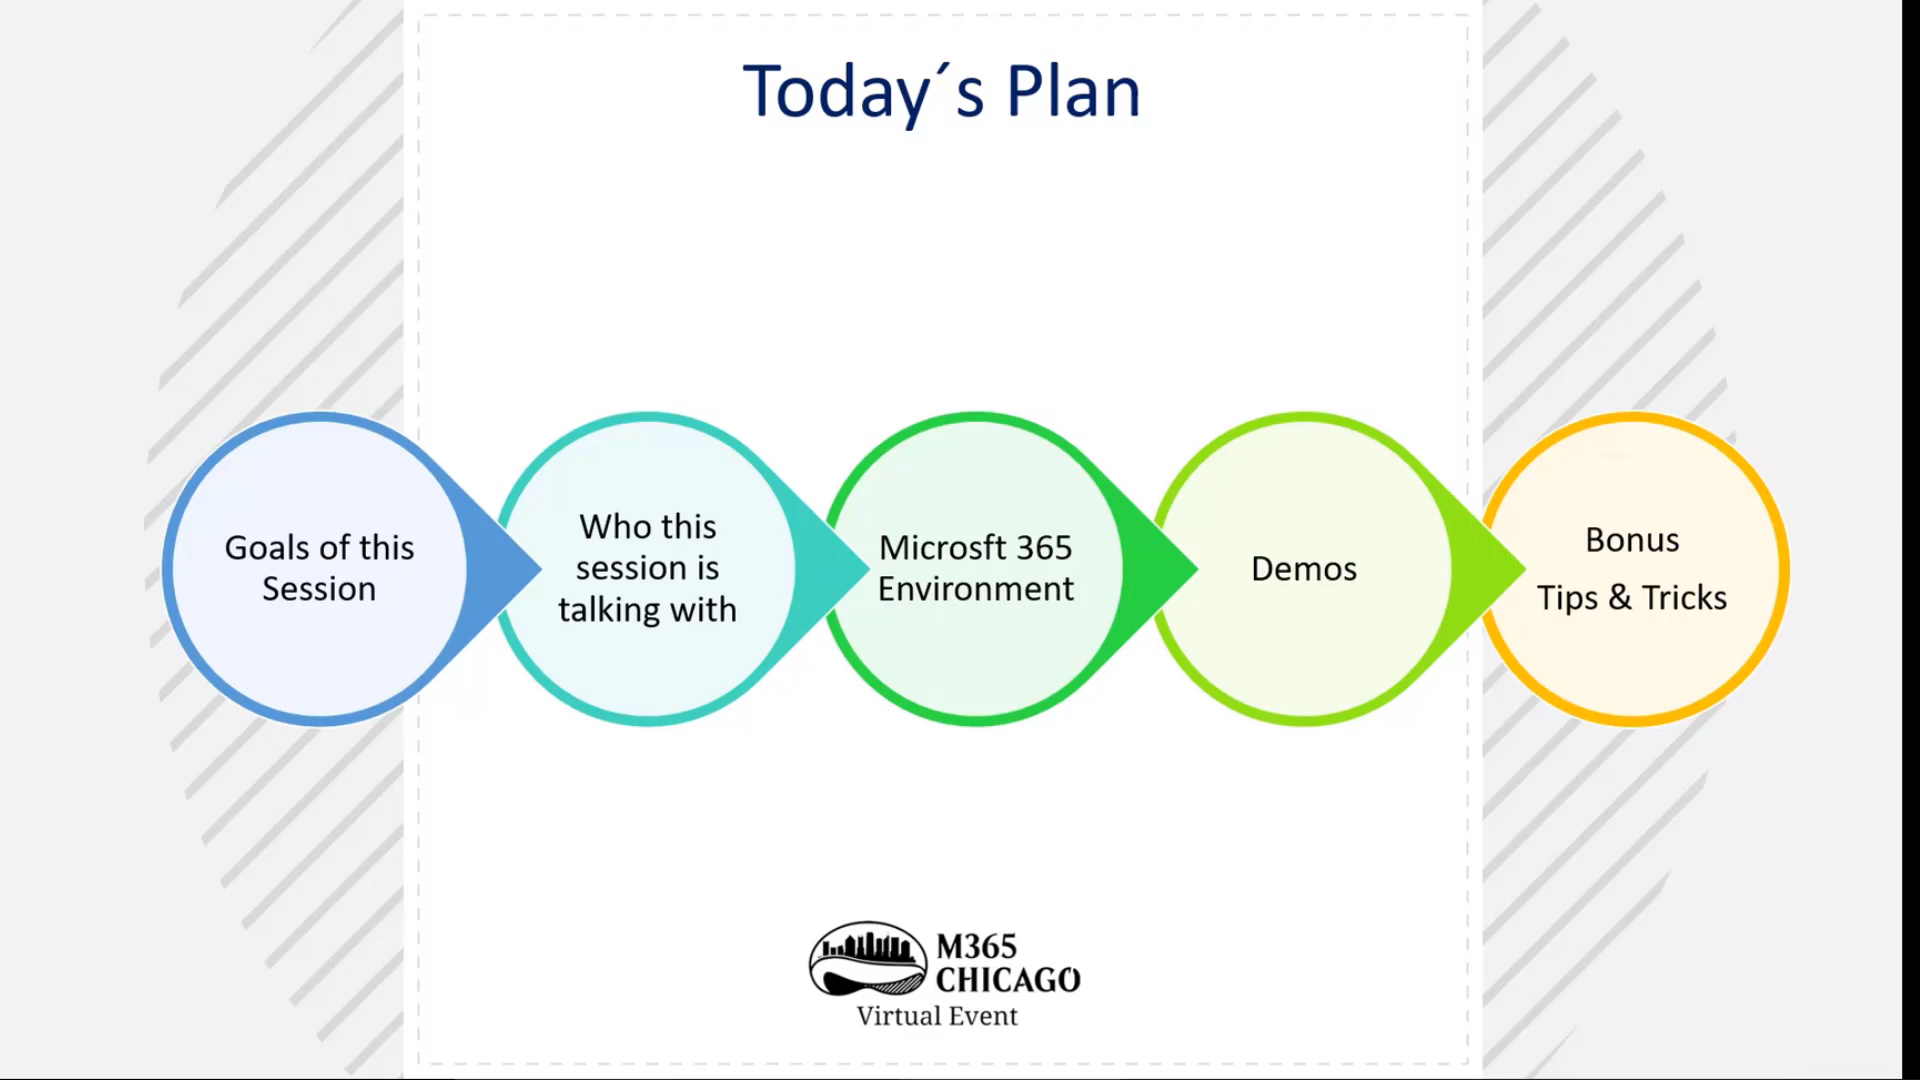 Today´s Plan
Goals of this
Session
Who this
session is
talking with
Microsft 365
Environment
Demos
Bonus
Tips & Tricks
M365
CHICAGO
Virtual Event